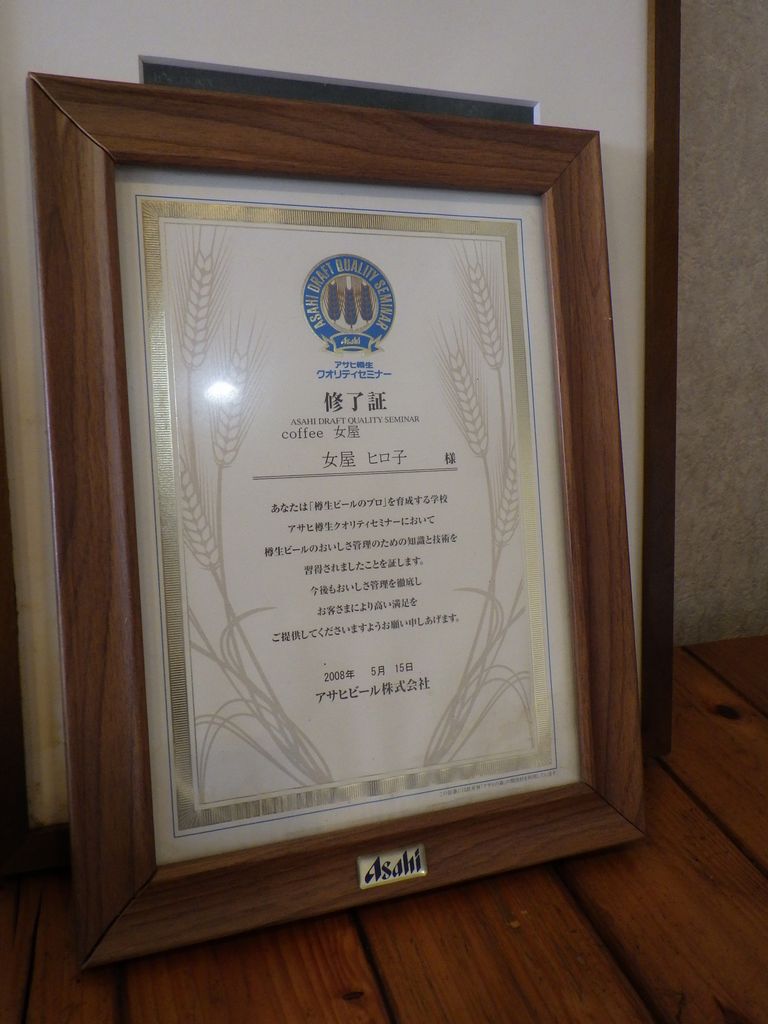 ASAHI DRAFT QUALITY SEMINAR
Asahi
アサヒ樽生
クオリティセミナー
修了証
ASAHI DRAFT QUALITY SEMINAR
coffee 女屋
女屋 ヒロ子 様
あなたは「樽生ビールのプロ」を育成する学校
アサヒ樽生クオリティセミナーにおいて
樽生ビールのおいしさ管理のための知識と技術を
習得されましたことを証します。
今後もおいしさ管理を徹底し
お客さまにより高い満足を
ご提供してくださいますようお願い申しあげます。
2008年 5月 15日
アサヒビール株式会社
Asahi